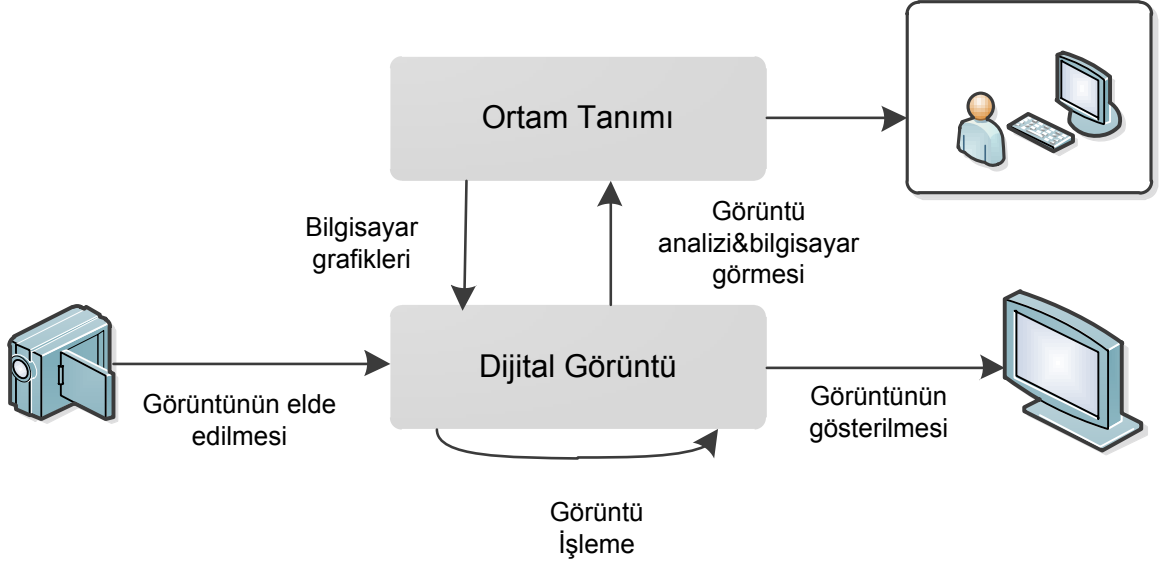 Ortam Tanımı
Bilgisayar
grafikleri
Görüntü
analizi&bilgisayar
görmesi
Dijital Görüntü
Görüntünün elde
edilmesi
Görüntünün
gösterilmesi
Görüntü
İşleme